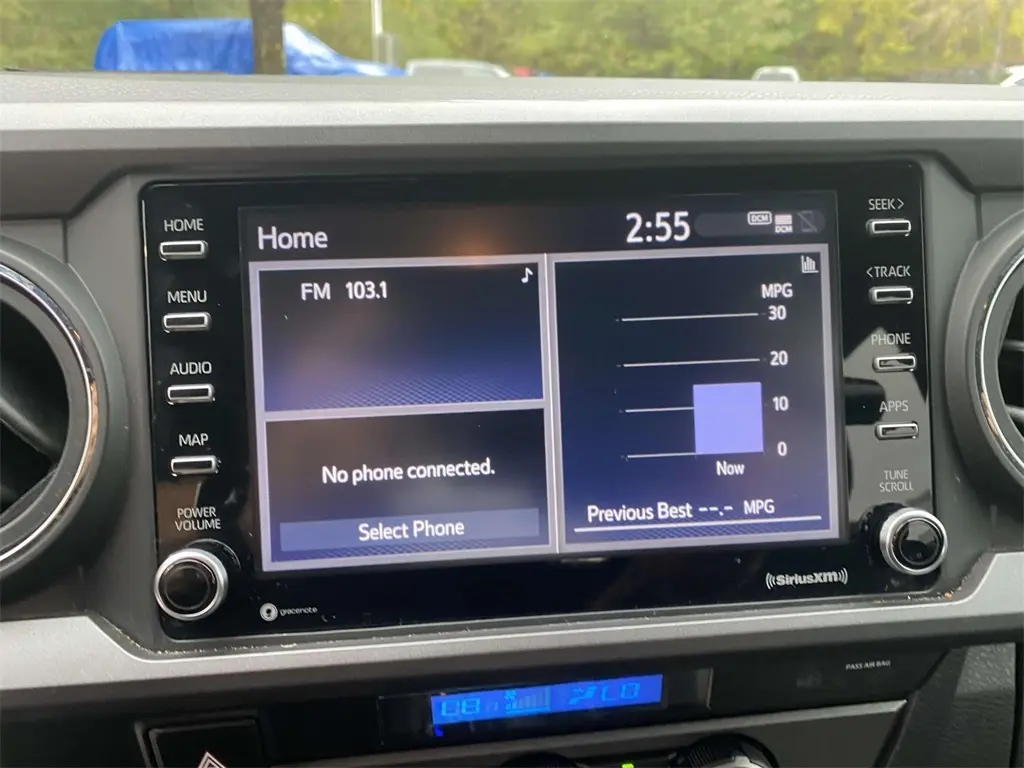 HOME
MENU
AUDIO
MAP
POWER
VOLUME
Home
2:55
DCM
DCM
FM 103.1
No phone connected.
Select Phone
MPG
30
20
10
0
Now
Previous Best --.- MPG
SEEK>
<TRACK
PHONE
APPS
TUNE
SCROLL
gracenote
((SiriusXM))
PASS AIR BAG
LO